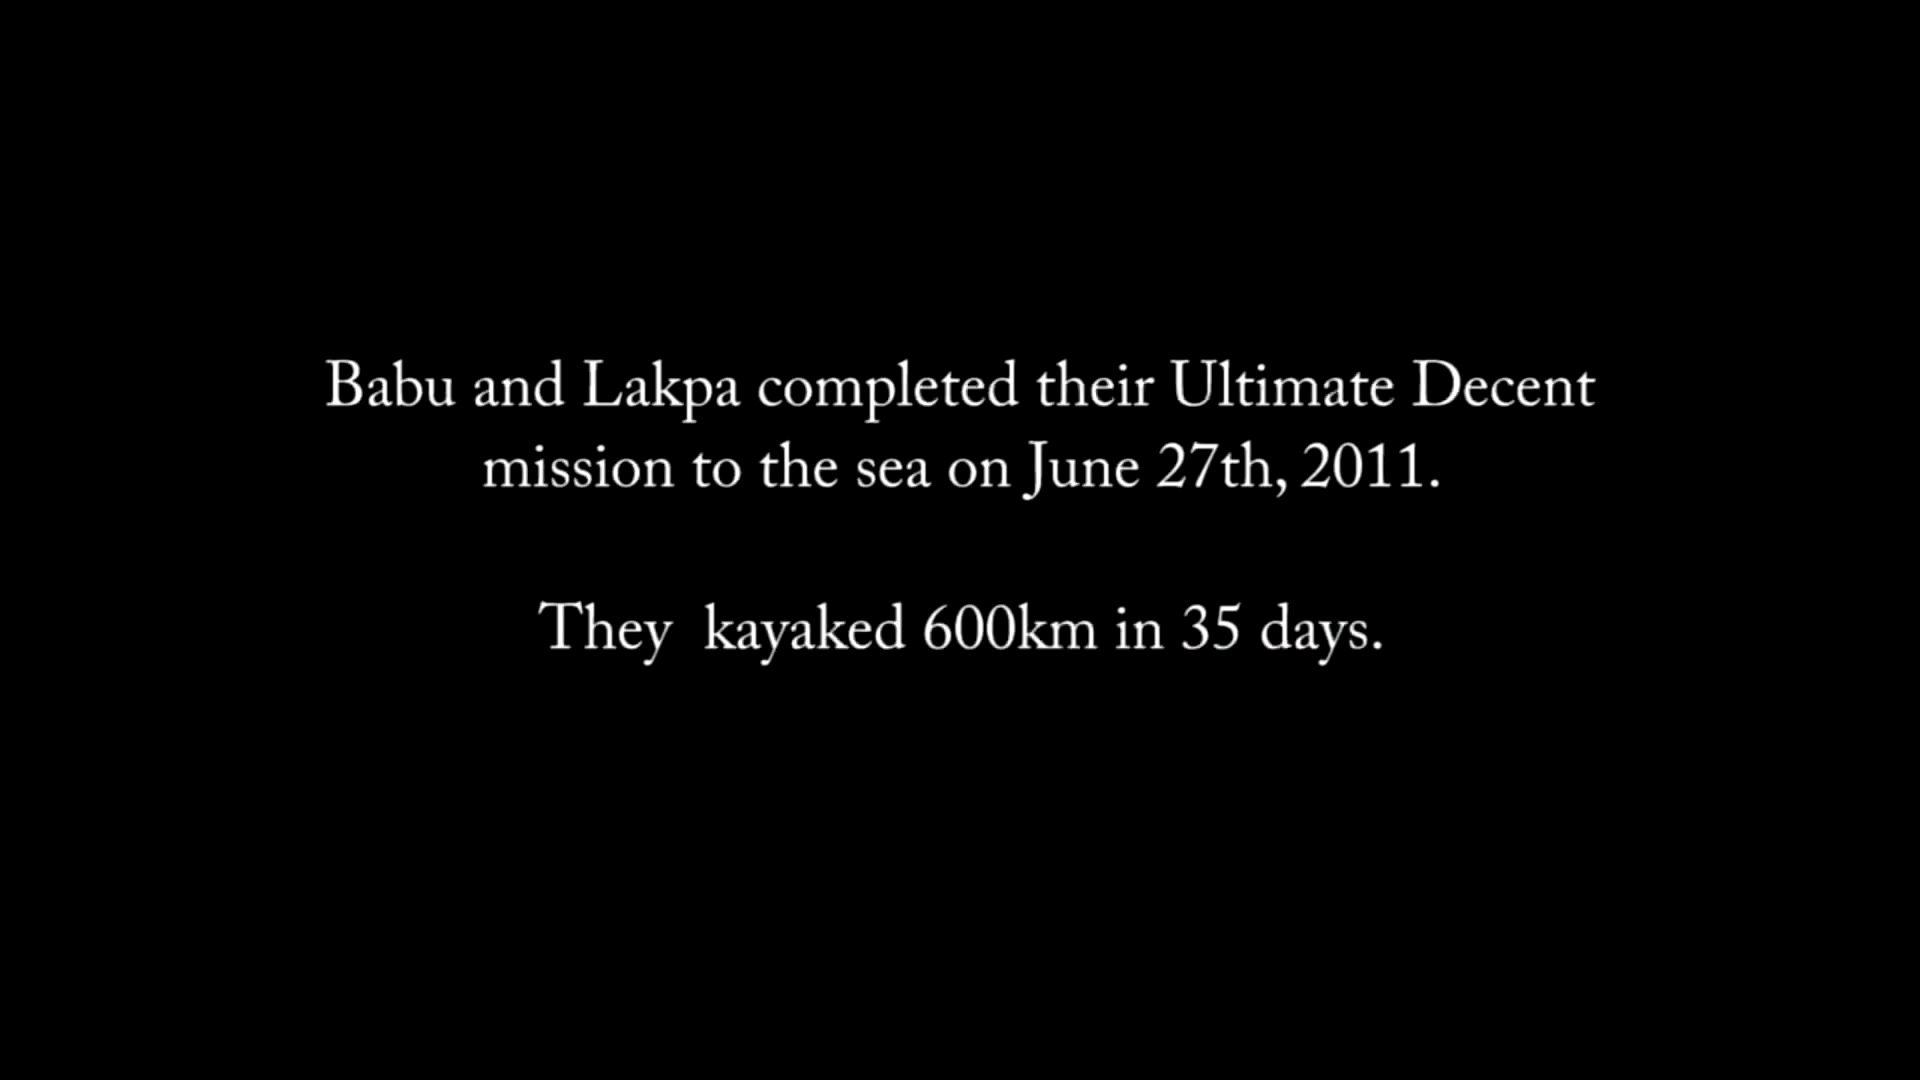 Babu and Lakpa completed their Ultimate Decent
mission to the sea on June 27th, 2011.
They  kayaked 600km in 35 days.